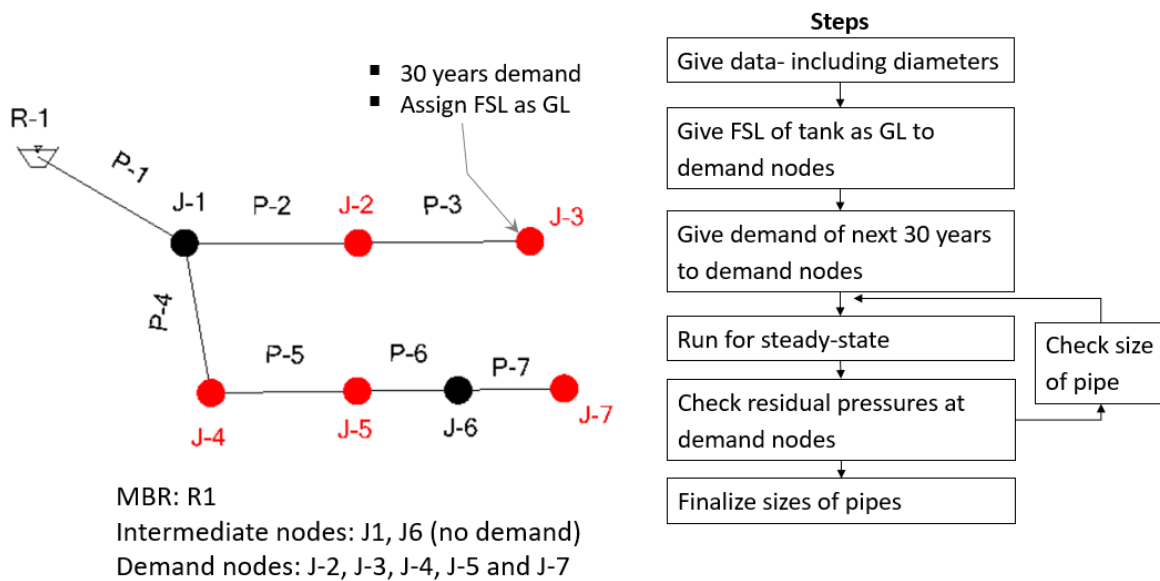 Steps
▪ 30 years demand
▪ Assign FSL as GL
R-1
P-1
J-1
P-2
J-2
P-3
J-3
P-4
P-5
P-6
P-7
J-4
J-5
J-6
J-7
MBR: R1
Intermediate nodes: J1, J6 (no demand)
Demand nodes: J-2, J-3, J-4, J-5 and J-7
Give data- including diameters
Give FSL of tank as GL to
demand nodes
Give demand of next 30 years
to demand nodes
Run for steady-state
Check size
of pipe
Check residual pressures at
demand nodes
Finalize sizes of pipes